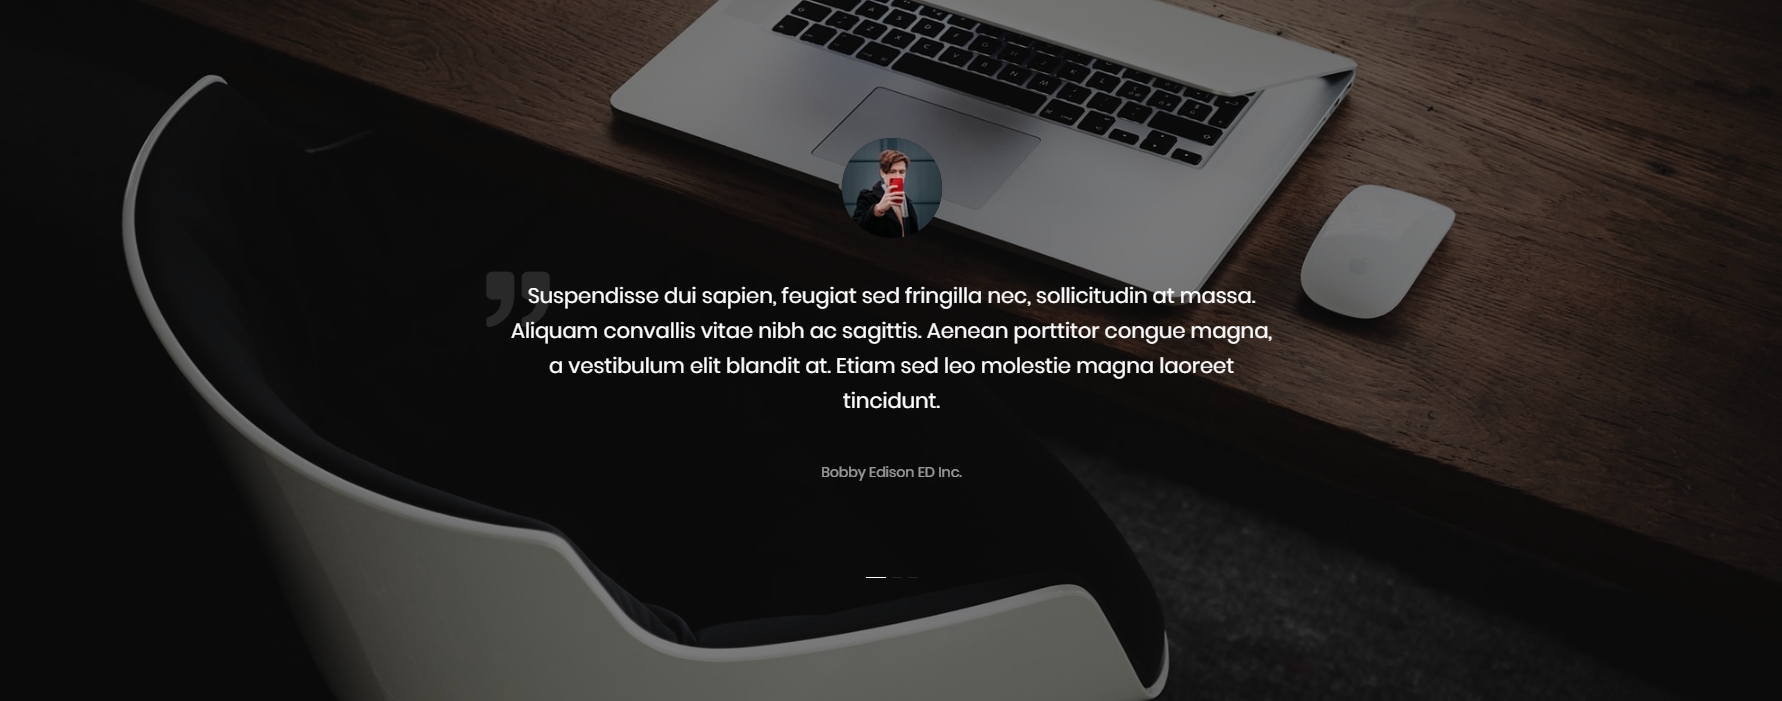 Suspendisse dui sapien, feugiat sed fringilla nec, sollicitudin at massa.
Aliquam convallis vitae nibh ac sagittis. Aenean porttitor congue magna,
a vestibulum elit blandit at. Etiam sed leo molestie magna laoreet
tincidunt.
Bobby Edison ED Inc.